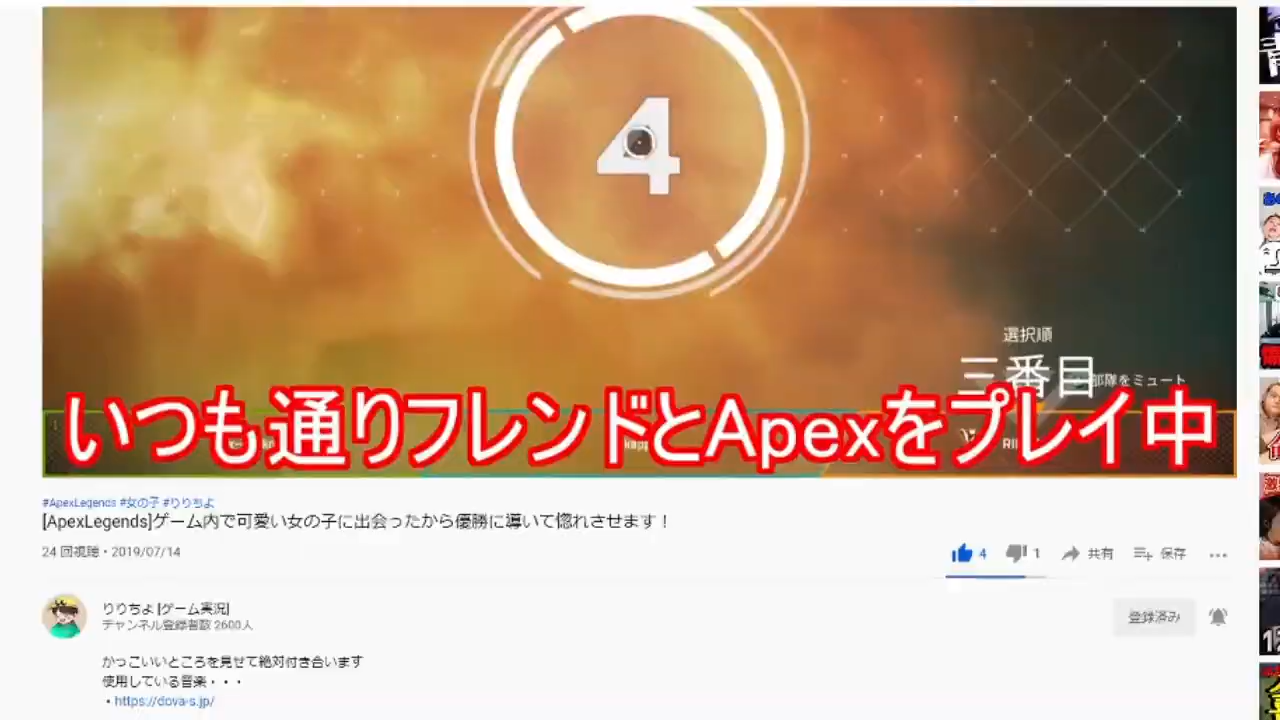 4
選択順
三番目
部隊をミュート
いつも通りフレンドとApexをプレイ中
#ApexLegends #女の子 #りりちよ
[ApexLegends]ゲーム内で可愛い女の子に出会ったから優勝に導いて惚れさせます！
24 回視聴・2019/07/14
4
1
共有
保存
りりちよ [ゲーム実況]
チャンネル登録者数 2600人
登録済み
かっこいいところを見せて絶対付き合います
使用している音楽・・・
・https://dova-s.jp/